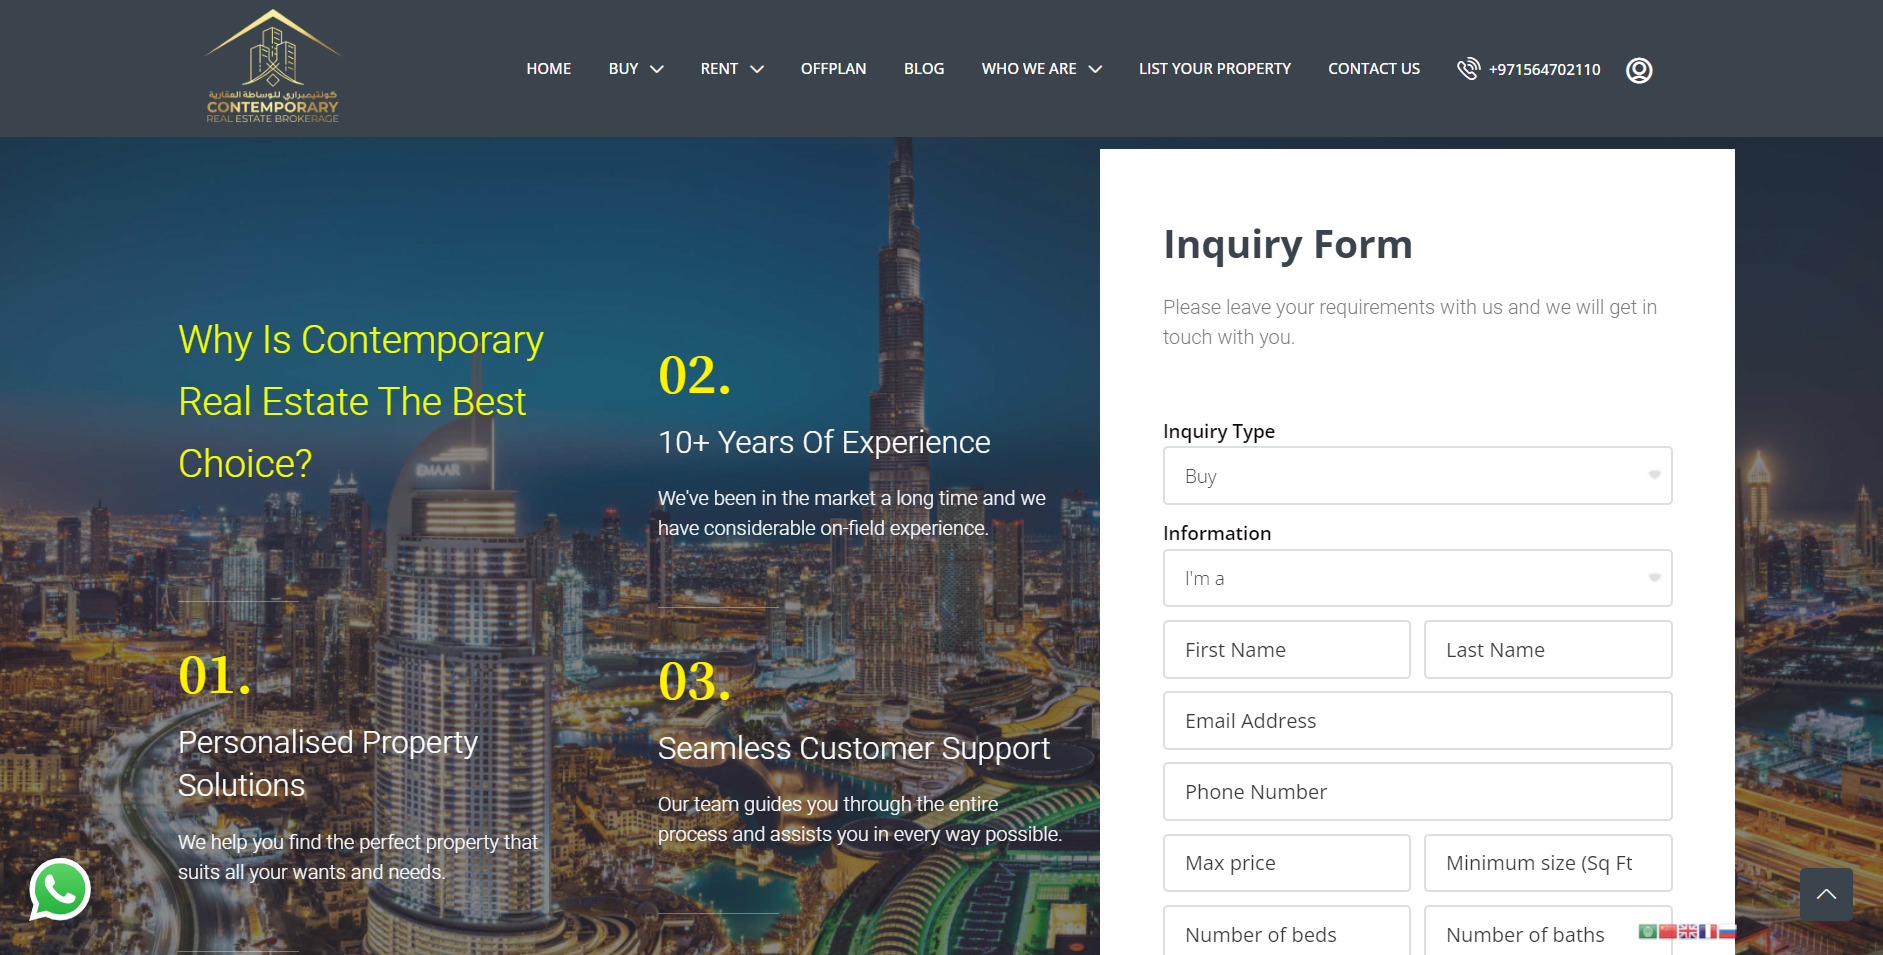 كونتيمبراري للوساطة العقارية
CONTEMPORARY
REAL ESTATE BROKERAGE
HOME
BUY
RENT
OFFPLAN
BLOG
WHO WE ARE
LIST YOUR PROPERTY
CONTACT US
+971564702110
Why Is Contemporary
Real Estate The Best
Choice?
01.
Personalised Property
Solutions
We help you find the perfect property that
suits all your wants and needs.
02.
10+ Years Of Experience
We've been in the market a long time and we
have considerable on-field experience.
03.
Seamless Customer Support
Our team guides you through the entire
process and assists you in every way possible.
EMAAR
Inquiry Form
Please leave your requirements with us and we will get in
touch with you.
Inquiry Type
Buy
Information
I'm a
First Name
Last Name
Email Address
Phone Number
Max price
Minimum size (Sq Ft
Number of beds
Number of baths